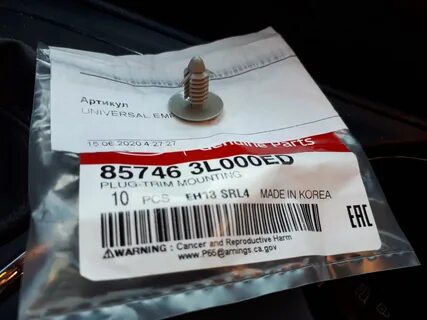 Артикул
UNIVERSAL EM
15.06.2020 4:27:27
Genuine Parts
85746 3L000ED
PLUG-TRIM MOUNTING
10 PCS EH13 SRL4 MADE IN KOREA
EAC
WARNING : Cancer and Reproductive Harm
www.P65Warnings.ca.gov